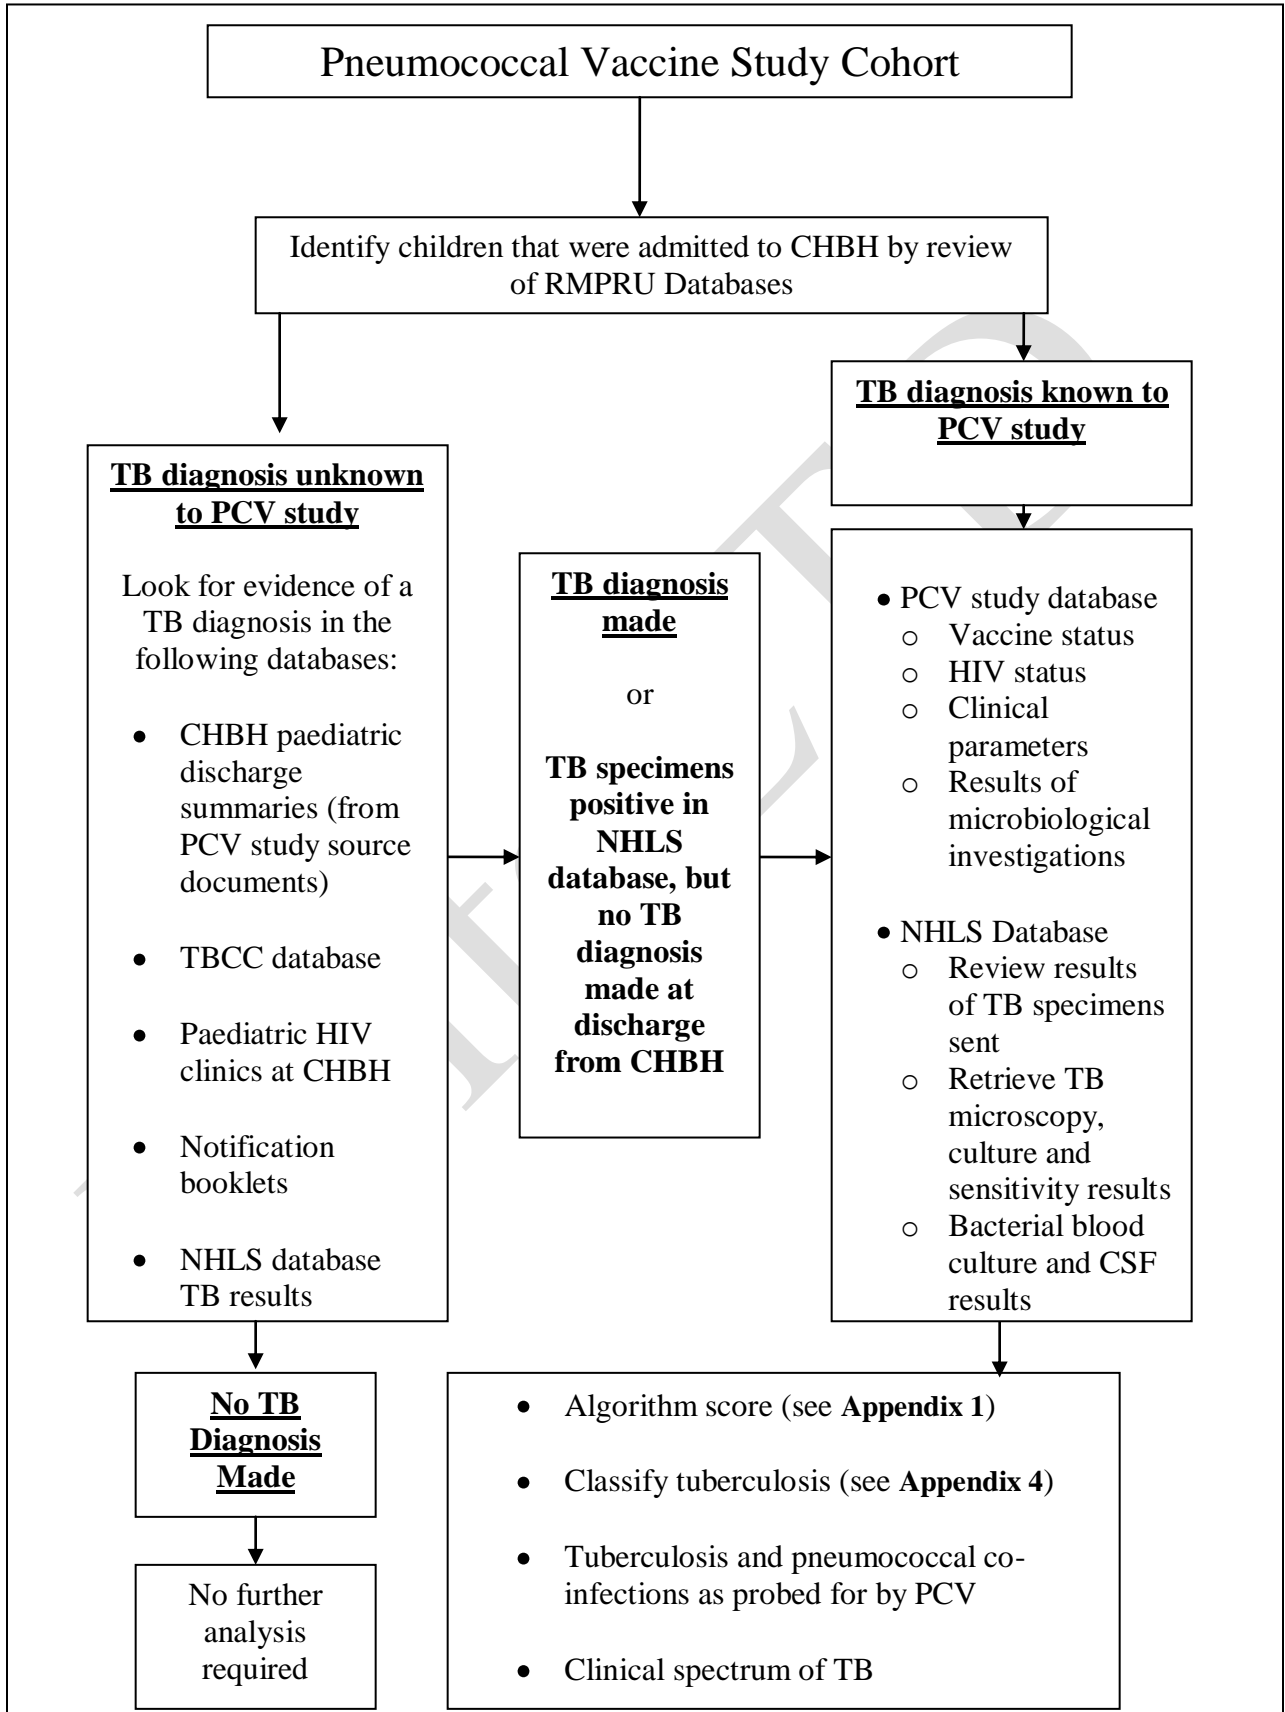 Pneumococcal Vaccine Study Cohort
Identify children that were admitted to CHBH by review
of RMPRU Databases
TB diagnosis unknown
to PCV study
Look for evidence of a
TB diagnosis in the
following databases:
• CHBH paediatric
discharge
summaries (from
PCV study source
documents)
• TBCC database
• Paediatric HIV
clinics at CHBH
• Notification
booklets
• NHLS database
TB results
TB diagnosis
made
or
TB specimens
positive in
NHLS
database, but
no TB
diagnosis
made at
discharge
from CHBH
TB diagnosis known to
PCV study
• PCV study database
o Vaccine status
o HIV status
o Clinical
parameters
o Results of
microbiological
investigations
• NHLS Database
o Review results
of TB specimens
sent
o Retrieve TB
microscopy,
culture and
sensitivity results
o Bacterial blood
culture and CSF
results
No TB
Diagnosis
Made
No further
analysis
required
• Algorithm score (see Appendix 1)
• Classify tuberculosis (see Appendix 4)
• Tuberculosis and pneumococcal co-
infections as probed for by PCV
• Clinical spectrum of TB